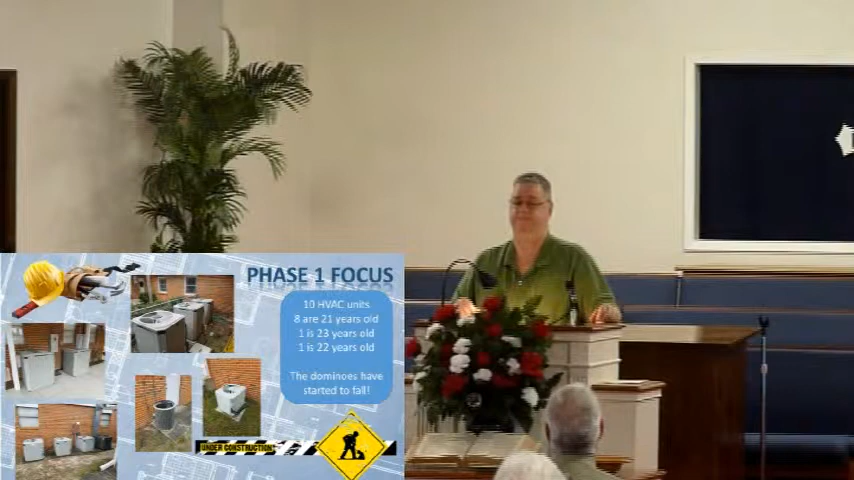 PHASE 1 FOCUS
10 HVAC units
8 are 21 years old
1 is 23 years old
1 is 22 years old
The dominoes have
started to fall!
UNDER CONSTRUCTION